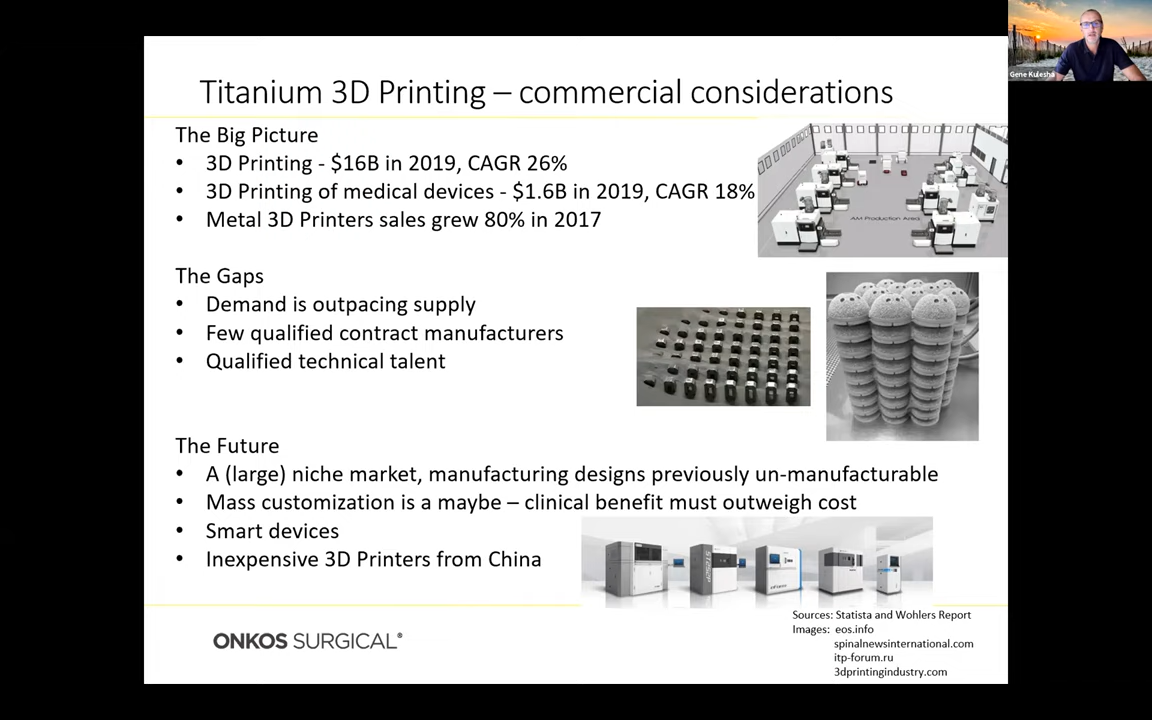 Gene Kulesha
Titanium 3D Printing – commercial considerations
The Big Picture
• 3D Printing - $16B in 2019, CAGR 26%
• 3D Printing of medical devices - $1.6B in 2019, CAGR 18%
• Metal 3D Printers sales grew 80% in 2017
AM Production Area
The Gaps
• Demand is outpacing supply
• Few qualified contract manufacturers
• Qualified technical talent
The Future
• A (large) niche market, manufacturing designs previously un-manufacturable
• Mass customization is a maybe – clinical benefit must outweigh cost
• Smart devices
• Inexpensive 3D Printers from China
ONKOS SURGICAL®
Sources: Statista and Wohlers Report
Images: eos.info
spinalnewsinternational.com
itp-forum.ru
3dprintingindustry.com